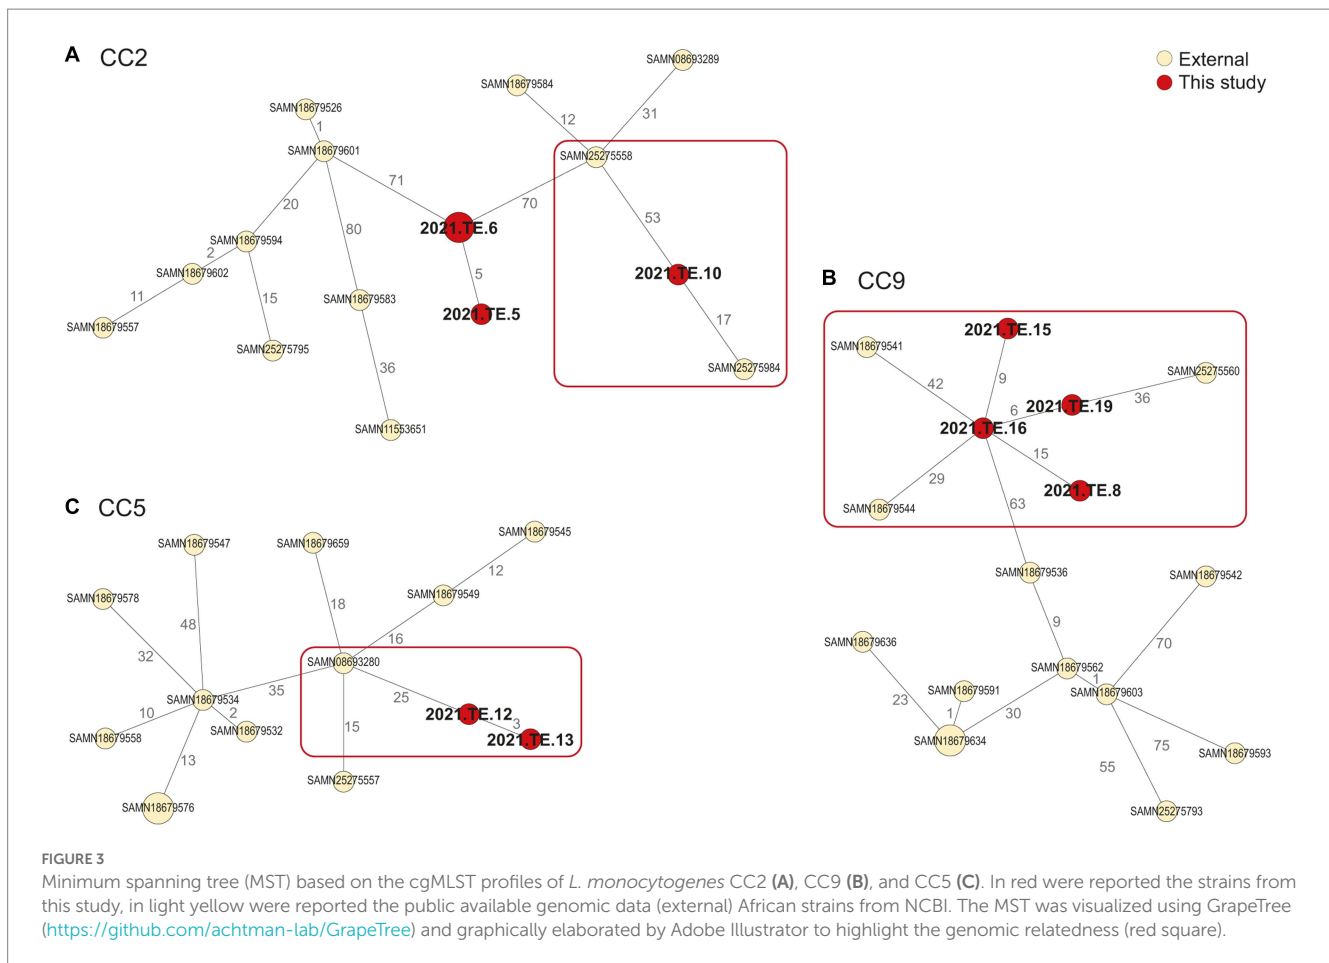 A CC2
External
This study
SAMN08693289
SAMN18679584
31
12
SAMN18679526
1
SAMN18679601
SAMN25275558
71
70
20
80
53
2021.TE.6
SAMN18679594
2
SAMN18679602
5
2021.TE.10
11
15
SAMN18679583
2021.TE.5
17
SAMN18679557
SAMN25275795
36
SAMN25275984
SAMN11553651
B CC9
2021.TE.15
SAMN18679541
SAMN25275560
42
9
36
6
2021.TE.19
2021.TE.16
15
29
2021.TE.8
63
SAMN18679544
SAMN18679536
SAMN18679542
9
70
SAMN18679636
SAMN18679562
1
SAMN18679591
SAMN18679603
23
1
30
SAMN18679634
75
SAMN18679593
55
SAMN25275793
C CC5
SAMN18679547
SAMN18679659
SAMN18679545
12
SAMN18679578
SAMN18679549
18
48
16
32
SAMN08693280
35
25
SAMN18679534
10
2
SAMN18679532
2021.TE.12
3
15
SAMN18679558
2021.TE.13
13
SAMN25275557
SAMN18679576
FIGURE 3
Minimum spanning tree (MST) based on the cgMLST profiles of L. monocytogenes CC2 (A), CC9 (B), and CC5 (C). In red were reported the strains from
this study, in light yellow were reported the public available genomic data (external) African strains from NCBI. The MST was visualized using GrapeTree
(https://github.com/achtman-lab/GrapeTree) and graphically elaborated by Adobe Illustrator to highlight the genomic relatedness (red square).